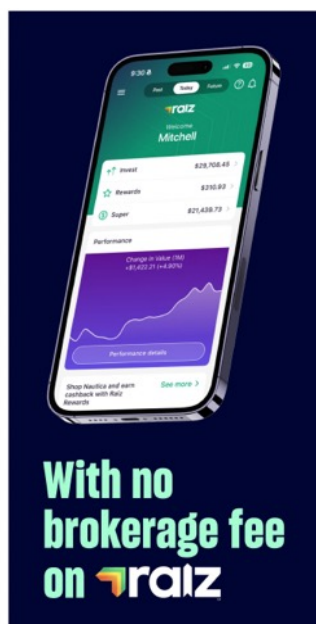 9:30
Past Today Future
raiz
Welcome
Mitchell
Invest $29,708.45
Rewards $310.93
Super $21,439.73
Performance
Change in Value (1M)
+$1,422.21 (+4.80%)
Performance details
Shop Nautica and earn
cashback with Raiz
Rewards
See more
With no
brokerage fee
on raiz